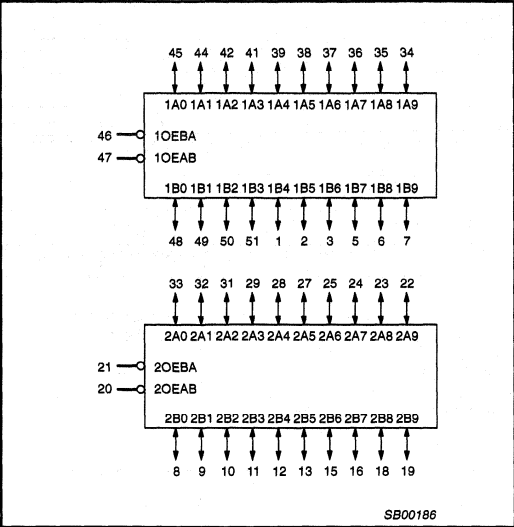 45 44 42 41 39 38 37 36 35 34
1A0 1A1 1A2 1A3 1A4 1A5 1A6 1A7 1A8 1A9
46 1OEBA
47 1OEAB
1B0 1B1 1B2 1B3 1B4 1B5 1B6 1B7 1B8 1B9
48 49 50 51 1 2 3 5 6 7
33 32 31 29 28 27 25 24 23 22
2A0 2A1 2A2 2A3 2A4 2A5 2A6 2A7 2A8 2A9
21 2OEBA
20 2OEAB
2B0 2B1 2B2 2B3 2B4 2B5 2B6 2B7 2B8 2B9
8 9 10 11 12 13 15 16 18 19
SB00186